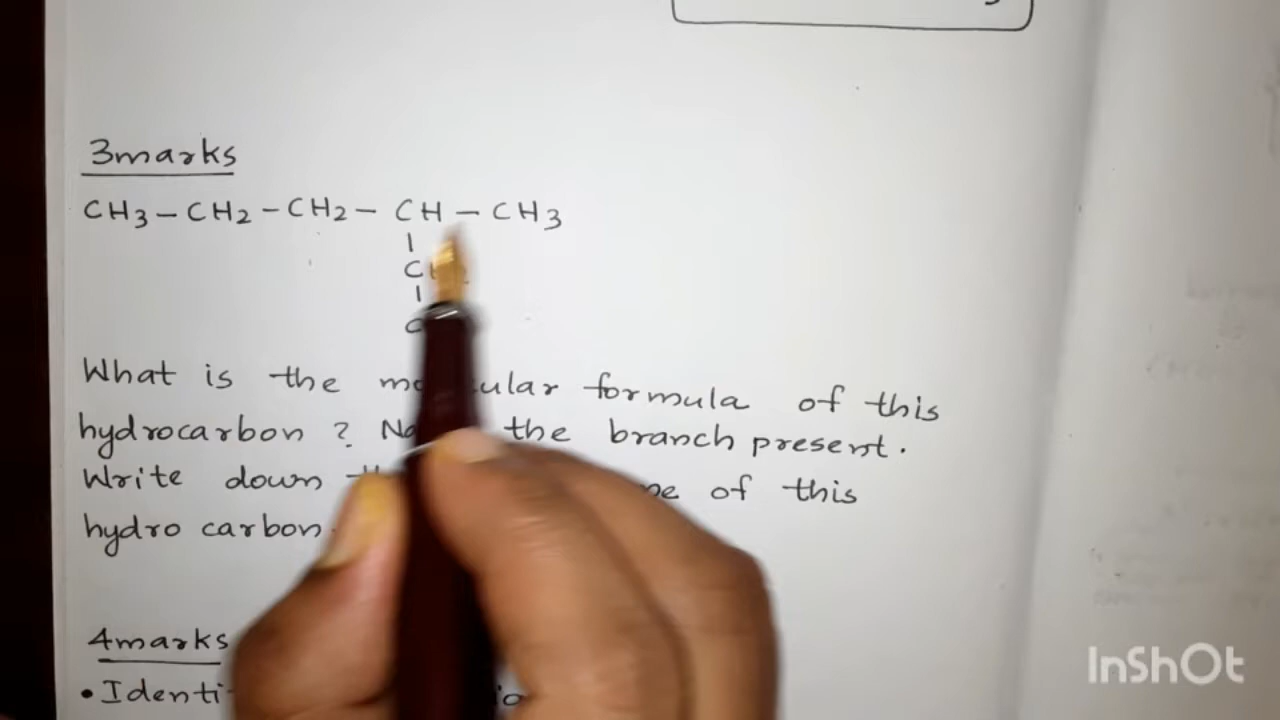 3marks
CH3 - CH2 - CH2 - CH - CH3
C
C
What is the formula of this
hydrocarbon ? the branch present.
Write down of this
hydro carbon
4marks
InShOt